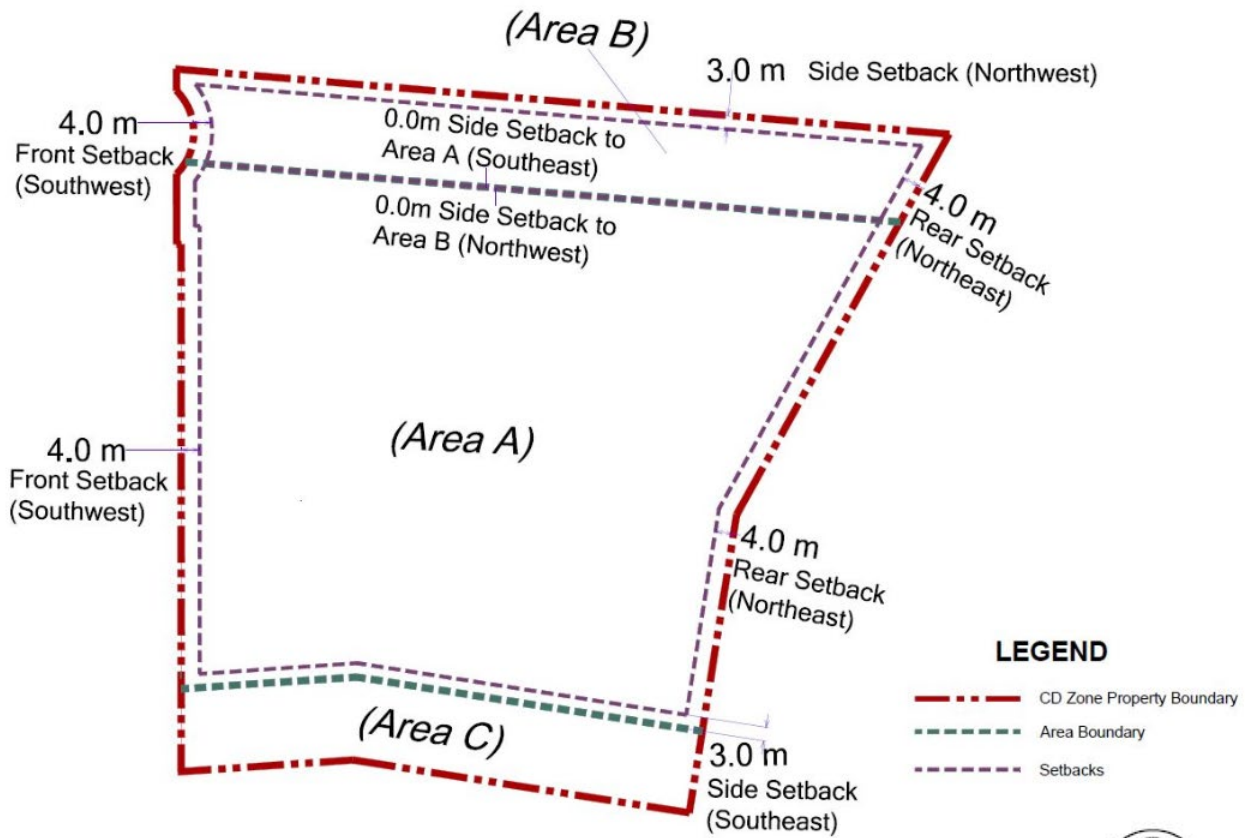 (Area B)
3.0 m Side Setback (Northwest)
4.0 m
Front Setback
(Southwest)
0.0m Side Setback to
Area A (Southeast)
0.0m Side Setback to
Area B (Northwest)
4.0 m
Rear Setback
(Northeast)
(Area A)
4.0 m
Front Setback
(Southwest)
4.0 m
Rear Setback
(Northeast)
(Area C)
3.0 m
Side Setback
(Southeast)
LEGEND
CD Zone Property Boundary
Area Boundary
Setbacks